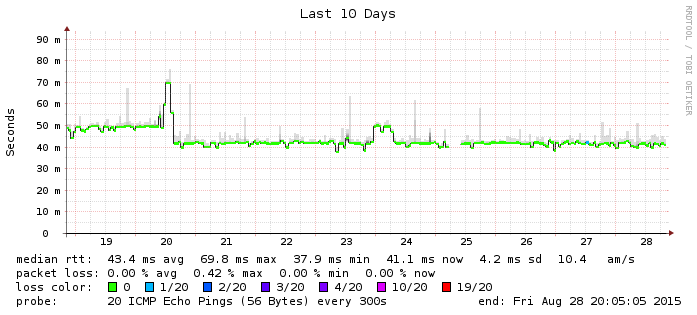 Last 10 Days
RRDTOOL / TOBI OETIKER
Seconds
90 m
80 m
70 m
60 m
50 m
40 m
30 m
20 m
10 m
0
19 20 21 22 23 24 25 26 27 28
median rtt: 43.4 ms avg 69.8 ms max 37.9 ms min 41.1 ms now 4.2 ms sd 10.4 am/s
packet loss: 0.00 % avg 0.42 % max 0.00 % min 0.00 % now
loss color: 0 1/20 2/20 3/20 4/20 10/20 19/20
probe: 20 ICMP Echo Pings (56 Bytes) every 300s end: Fri Aug 28 20:05:05 2015